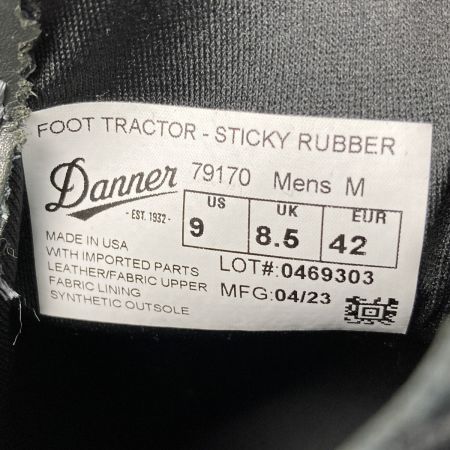 FOOT TRACTOR - STICKY RUBBER
Danner 79170 Mens M
- EST. 1932 -
US UK EUR
9 8.5 42
MADE IN USA
WITH IMPORTED PARTS
LEATHER/FABRIC UPPER
FABRIC LINING
SYNTHETIC OUTSOLE
LOT#:0469303
MFG:04/23